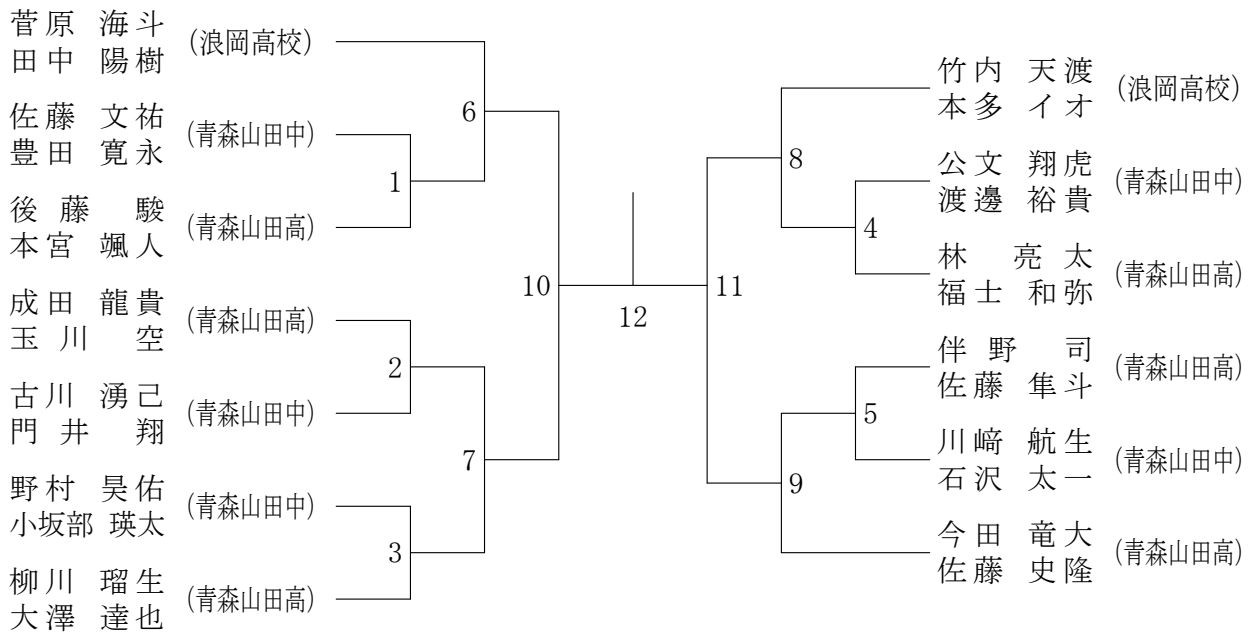 菅原 海斗
田中 陽樹
(浪岡高校)
佐藤 文祐
豊田 寛永
(青森山田中)
後藤 駿
本宮 颯人
(青森山田高)
成田 龍貴
玉川 空
(青森山田高)
古川 湧己
門井 翔
(青森山田中)
野村 昊佑
小坂部 瑛太
(青森山田中)
柳川 瑠生
大澤 達也
(青森山田高)
6
1
2
3
7
10
12
11
8
4
5
9
竹内 天渡
本多 イオ
(浪岡高校)
公文 翔虎
渡邊 裕貴
(青森山田中)
林 亮太
福士 和弥
(青森山田高)
伴野 司
佐藤 隼斗
(青森山田高)
川﨑 航生
石沢 太一
(青森山田中)
今田 竜大
佐藤 史隆
(青森山田高)